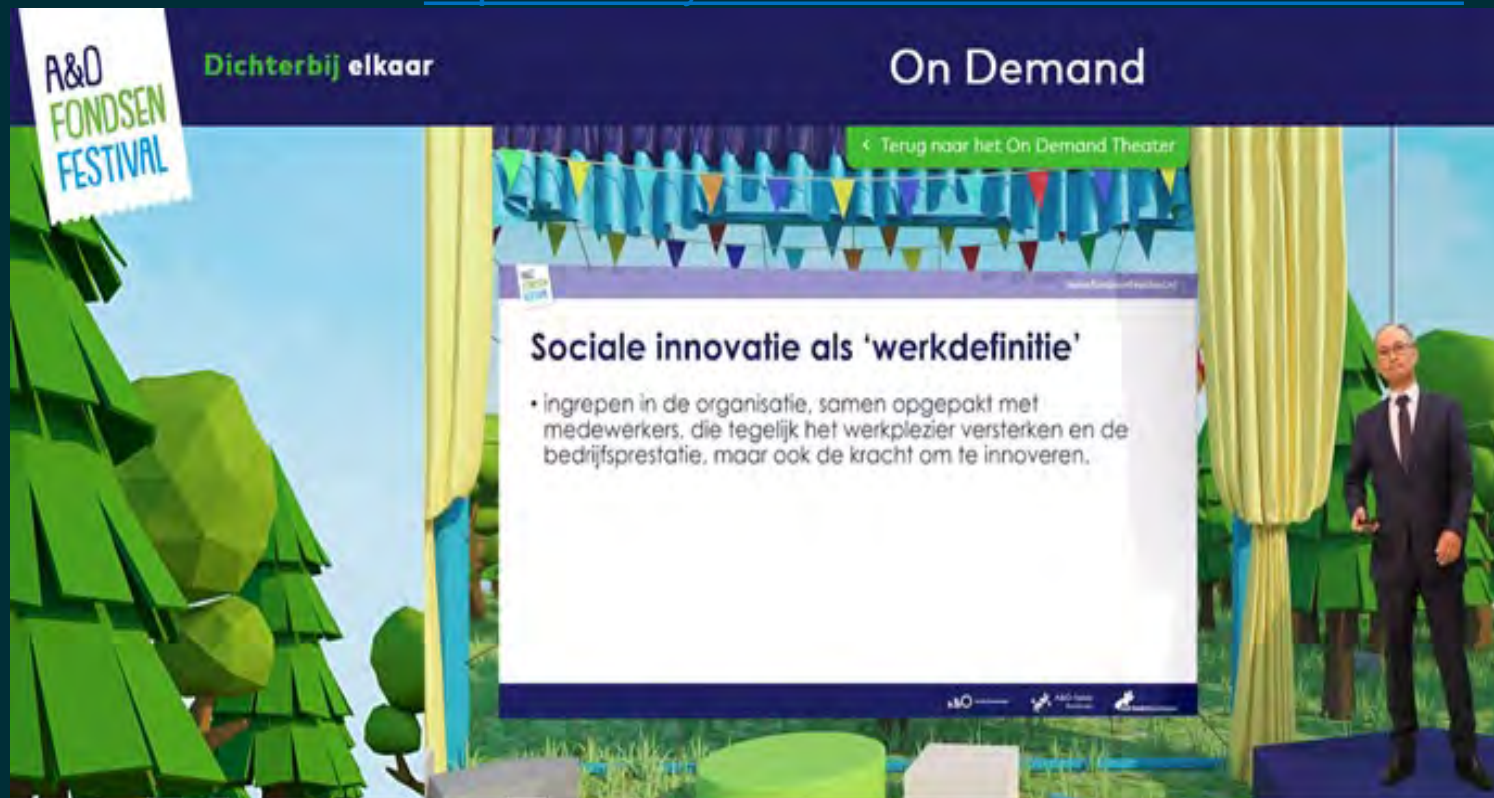 A&O
FONDSEN
FESTIVAL
Dichterbij elkaar
On Demand
< Terug naar het On Demand Theater
Sociale innovatie als ‘werkdefinitie’
• ingrepen in de organisatie, samen opgepakt met
medewerkers, die tegelijk het werkplezier versterken en de
bedrijfsprestatie, maar ook de kracht om te innoveren.
A&O